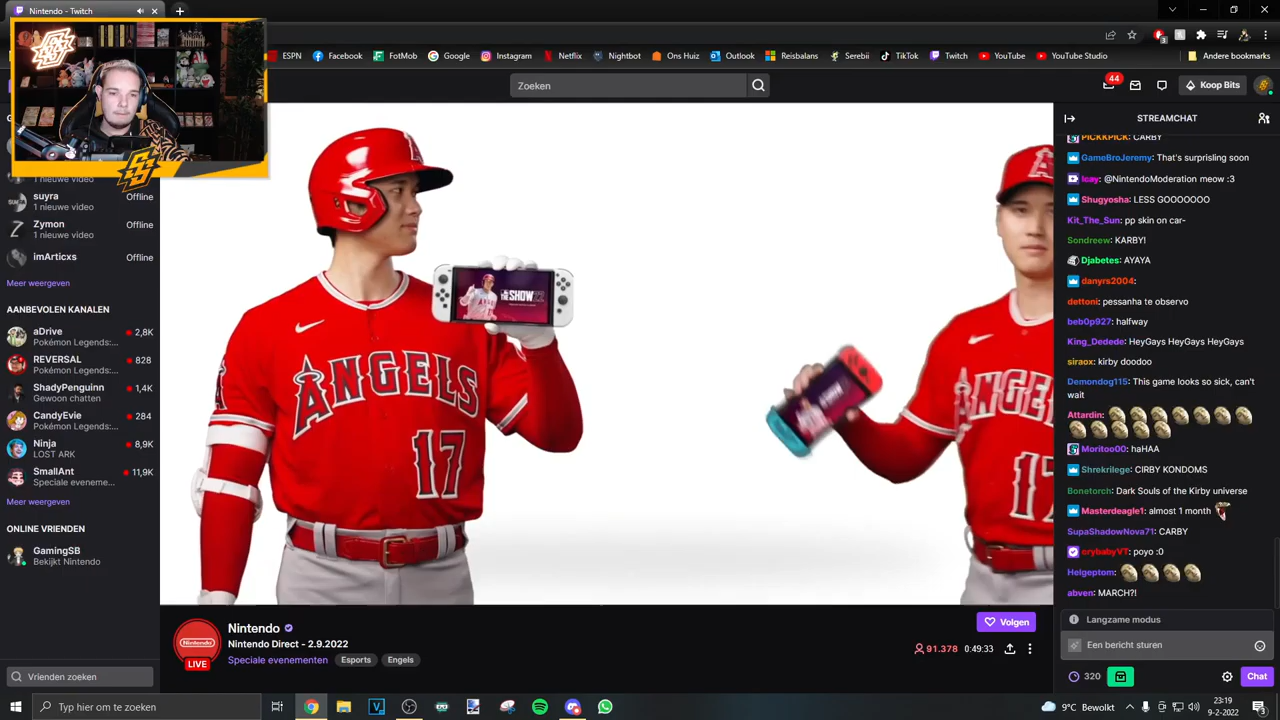 Nintendo - Twitch
ESPN
Facebook
FotMob
Google
Instagram
Netflix
Nightbot
Ons Huiz
Outlook
Reisbalans
Serebii
TikTok
Twitch
YouTube
YouTube Studio
Andere bookmarks
Zoeken
44
Koop Bits
STREAMCHAT
1 nieuwe video
suyra
1 nieuwe video
Offline
Zymon
1 nieuwe video
Offline
imArticxs
Offline
Meer weergeven
AANBEVOLEN KANALEN
aDrive
Pokémon Legends:...
2,8K
REVERSAL
Pokémon Legends:...
828
ShadyPenguinn
Gewoon chatten
1,4K
CandyEvie
Pokémon Legends:...
284
Ninja
LOST ARK
8,9K
SmallAnt
Speciale eveneme...
11,9K
Meer weergeven
ONLINE VRIENDEN
GamingSB
Bekijkt Nintendo
Vrienden zoeken
ANGELS
17
SHOW
PICKKPICK: CARBY
GameBroJeremy: That's surprisling soon
@NintendoModeration meow :3
Shugyosha: LESS GOOOOOOO
Kit_The_Sun: pp skin on car-
Sondreew: KARBY!
Djabetes: AYAYA
danyrs2004:
dettoni: pessanha te observo
beb0p927: halfway
King_Dedede: HeyGays HeyGays HeyGays
siraox: kirby doodoo
Demondog115: This game looks so sick, can't
wait
Attardin:
Moritoo00: haHAA
Shrekrilege: CIRBY KONDOMS
Bonetorch: Dark Souls of the Kirby universe
Masterdeagle1: almost 1 month
SupaShadowNova71: CARBY
crybabyVT: poyo :0
Helgeptom:
abven: MARCH?!
Langzame modus
Een bericht sturen
320
Chat
Nintendo
LIVE
Nintendo
Nintendo Direct - 2.9.2022
Speciale evenementen
Esports
Engels
Volgen
91.378
0:49:33
Typ hier om te zoeken
9°C Bewolkt
23:19
9-2-2022